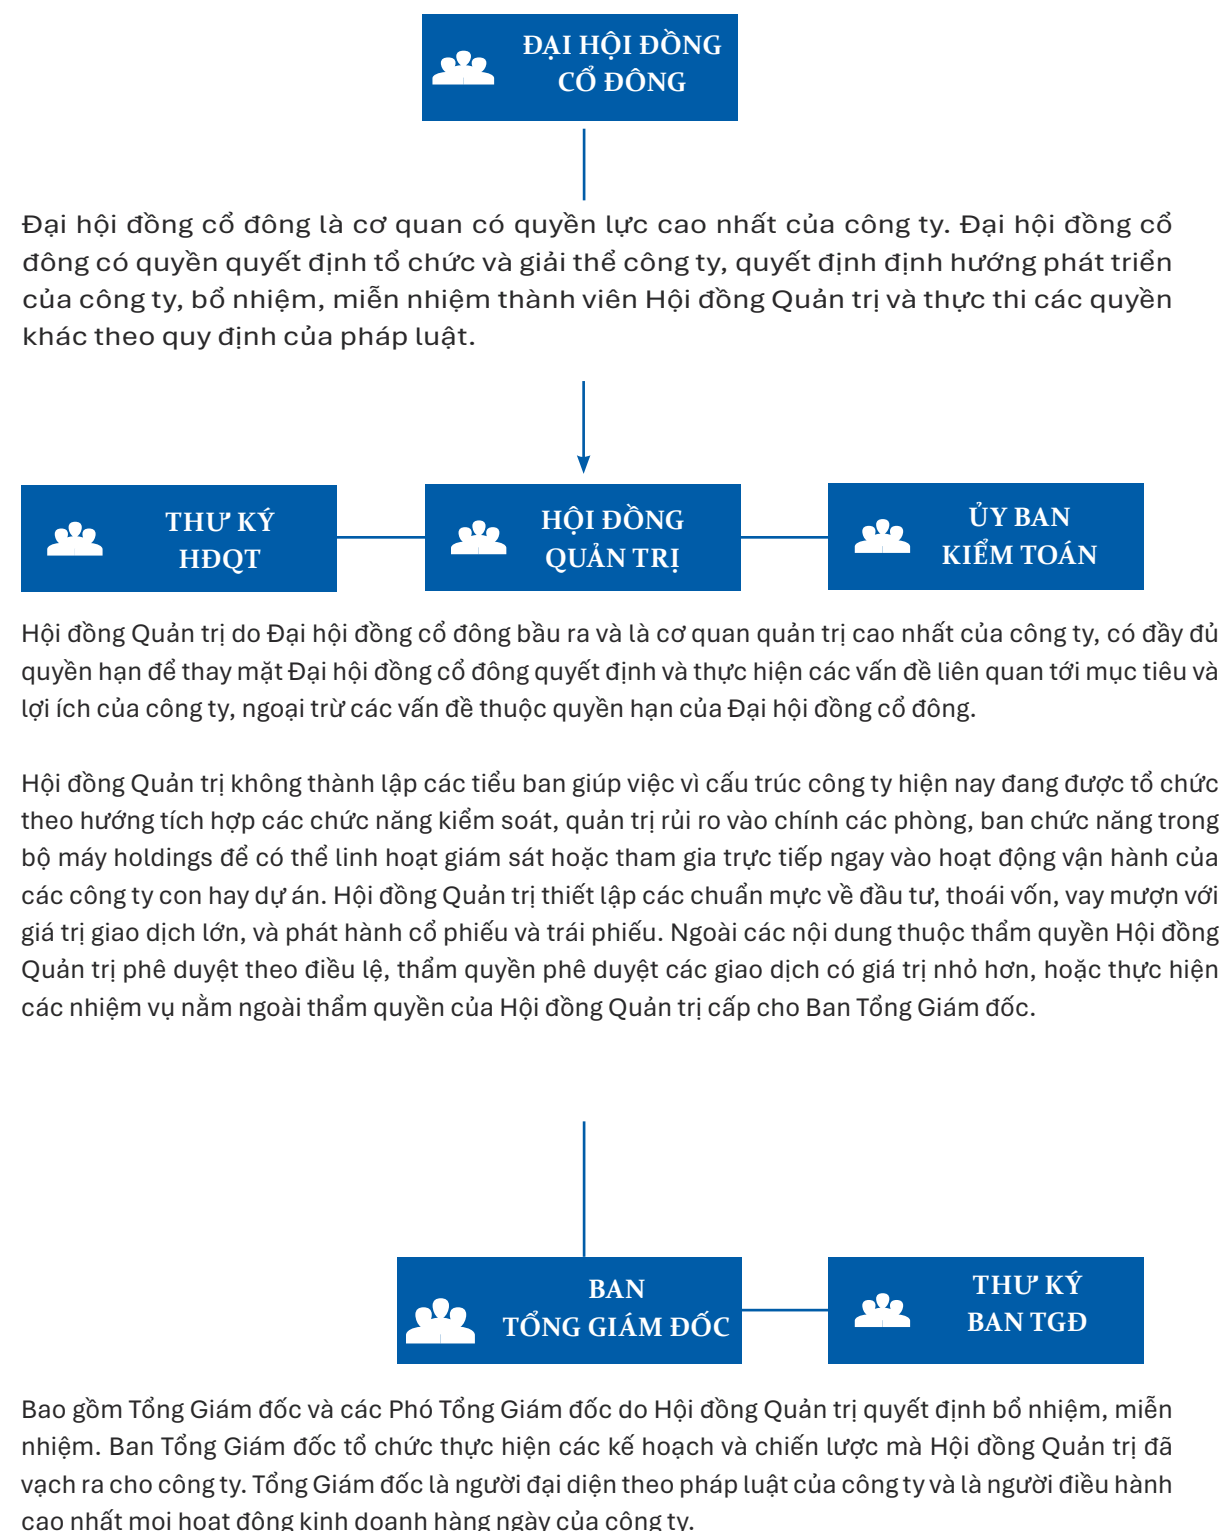 ĐẠI HỘI ĐỒNG
CỔ ĐÔNG
Đại hội đồng cổ đông là cơ quan có quyền lực cao nhất của công ty. Đại hội đồng cổ
đông có quyền quyết định tổ chức và giải thể công ty, quyết định định hướng phát triển
của công ty, bổ nhiệm, miễn nhiệm thành viên Hội đồng Quản trị và thực thi các quyền
khác theo quy định của pháp luật.
THƯ KÝ
HĐQT
HỘI ĐỒNG
QUẢN TRỊ
ỦY BAN
KIỂM TOÁN
Hội đồng Quản trị do Đại hội đồng cổ đông bầu ra và là cơ quan quản trị cao nhất của công ty, có đầy đủ
quyền hạn để thay mặt Đại hội đồng cổ đông quyết định và thực hiện các vấn đề liên quan tới mục tiêu và
lợi ích của công ty, ngoại trừ các vấn đề thuộc quyền hạn của Đại hội đồng cổ đông.
Hội đồng Quản trị không thành lập các tiểu ban giúp việc vì cấu trúc công ty hiện nay đang được tổ chức
theo hướng tích hợp các chức năng kiểm soát, quản trị rủi ro vào chính các phòng, ban chức năng trong
bộ máy holdings để có thể linh hoạt giám sát hoặc tham gia trực tiếp ngay vào hoạt động vận hành của
các công ty con hay dự án. Hội đồng Quản trị thiết lập các chuẩn mực về đầu tư, thoái vốn, vay mượn với
giá trị giao dịch lớn, và phát hành cổ phiếu và trái phiếu. Ngoài các nội dung thuộc thẩm quyền Hội đồng
Quản trị phê duyệt theo điều lệ, thẩm quyền phê duyệt các giao dịch có giá trị nhỏ hơn, hoặc thực hiện
các nhiệm vụ nằm ngoài thẩm quyền của Hội đồng Quản trị cấp cho Ban Tổng Giám đốc.
BAN
TỔNG GIÁM ĐỐC
THƯ KÝ
BAN TGĐ
Bao gồm Tổng Giám đốc và các Phó Tổng Giám đốc do Hội đồng Quản trị quyết định bổ nhiệm, miễn
nhiệm. Ban Tổng Giám đốc tổ chức thực hiện các kế hoạch và chiến lược mà Hội đồng Quản trị đã
vạch ra cho công ty. Tổng Giám đốc là người đại diện theo pháp luật của công ty và là người điều hành
cao nhất mọi hoạt động kinh doanh hàng ngày của công ty.